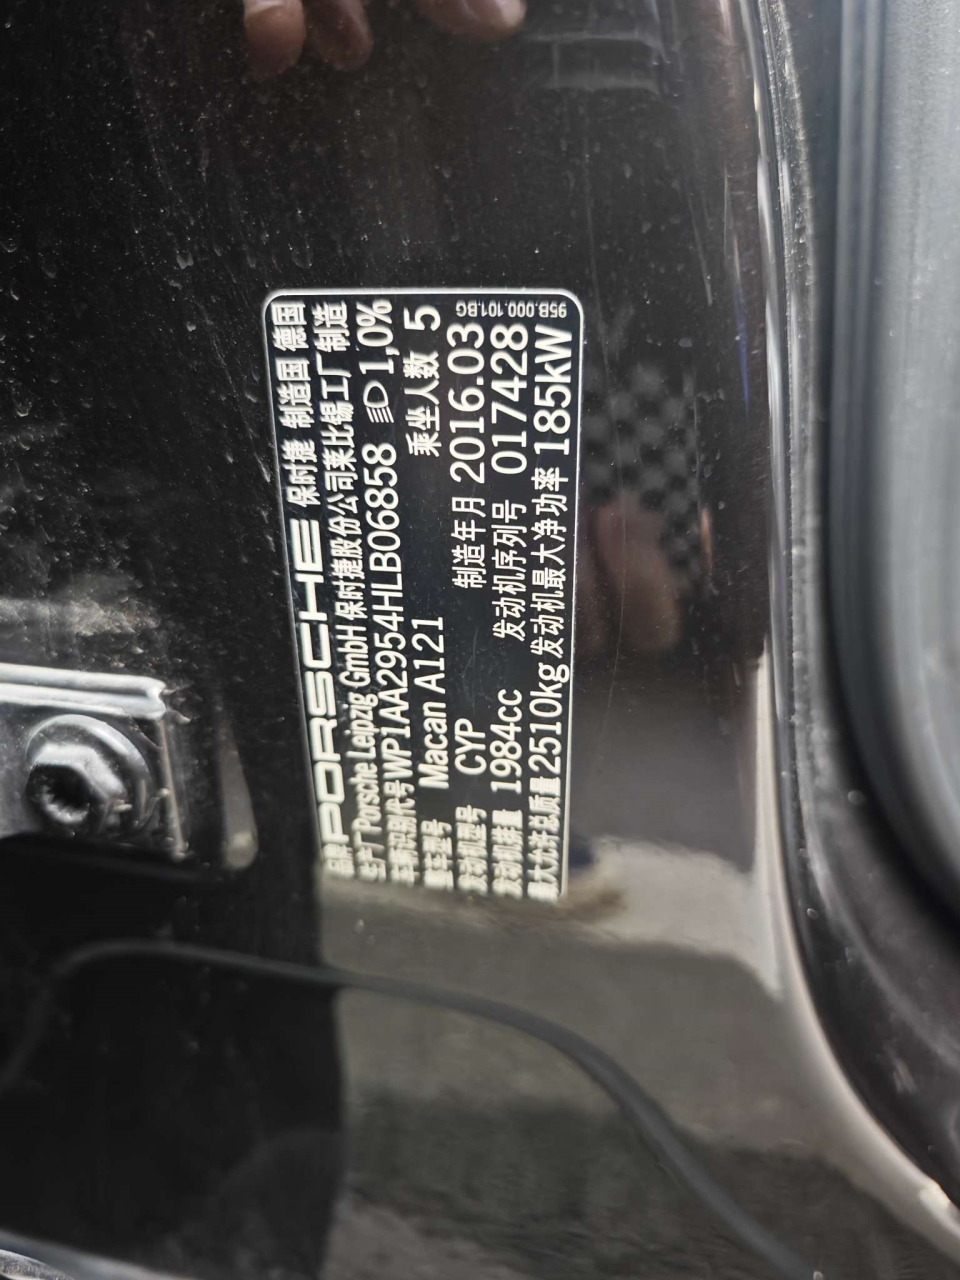 品牌 PORSCHE 保时捷 制造国 德国
生产厂 Porsche Leipzig GmbH 保时捷股份公司莱比锡工厂制造
车辆识别代号 WP1AA2954HLB06858 1,0%
整车型号 Macan A121 乘坐人数 5
发动机型号 CYP 制造年月 2016.03
发动机排量 1984cc 发动机序列号 017428
最大允许总质量 2510kg 发动机最大净功率 185kW
95B.000.101.BG